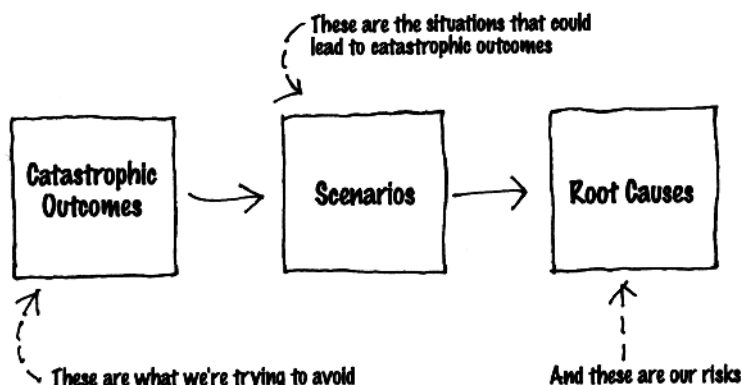 These are the situations that could
lead to catastrophic outcomes
Catastrophic
Outcomes
Scenarios
Root Causes
These are what we're trying to avoid
And these are our risks